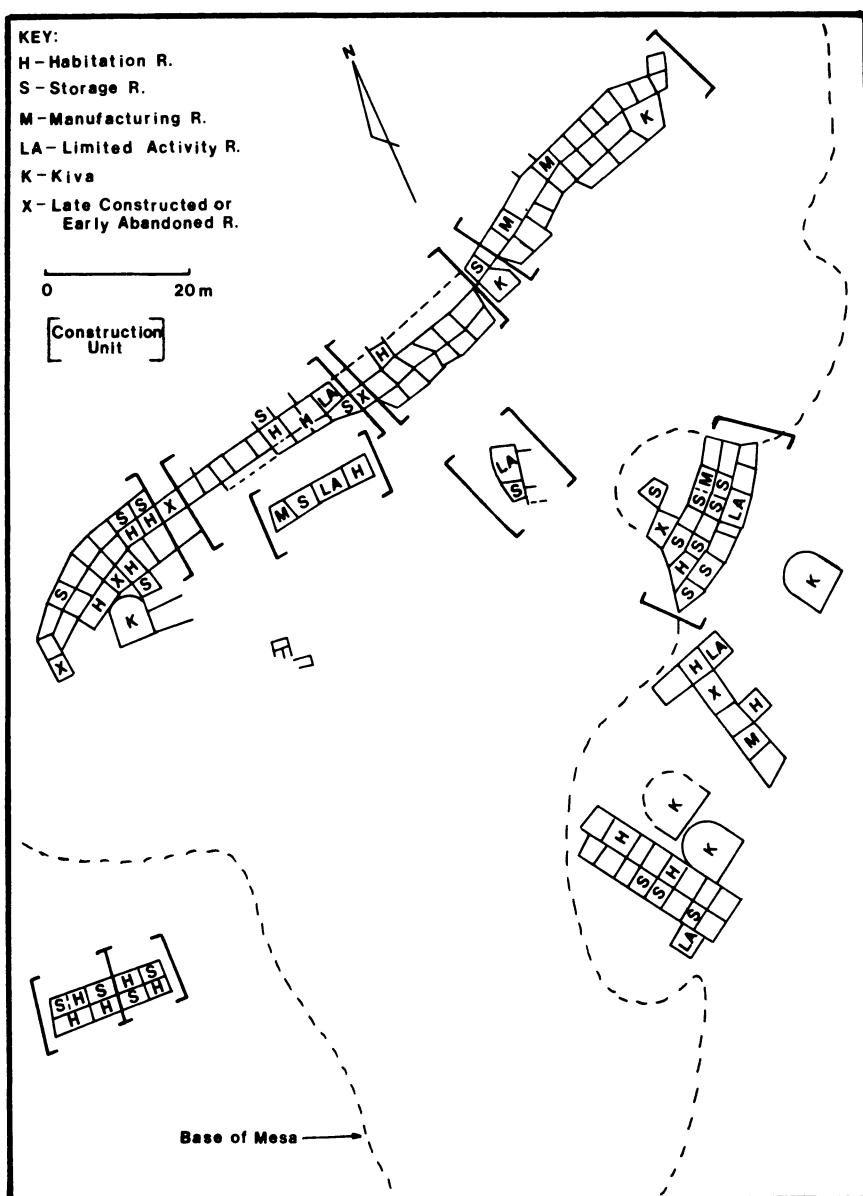 KEY:
H – Habitation R.
S – Storage R.
M – Manufacturing R.
LA – Limited Activity R.
K – Kiva
X – Late Constructed or
Early Abandoned R.
0 20 m
[Construction
Unit]
N
K
M
M
S
K
H
S X
LA
M
H
S
S S
H H X
X H
S
H
S
K
X
M S LA H
LA
S
S
X
S M
S S
S S
LA
H S
S
K
H LA
X
H
M
K
K
H
H
S S
S
LA
S H S H S
H H S H
Base of Mesa